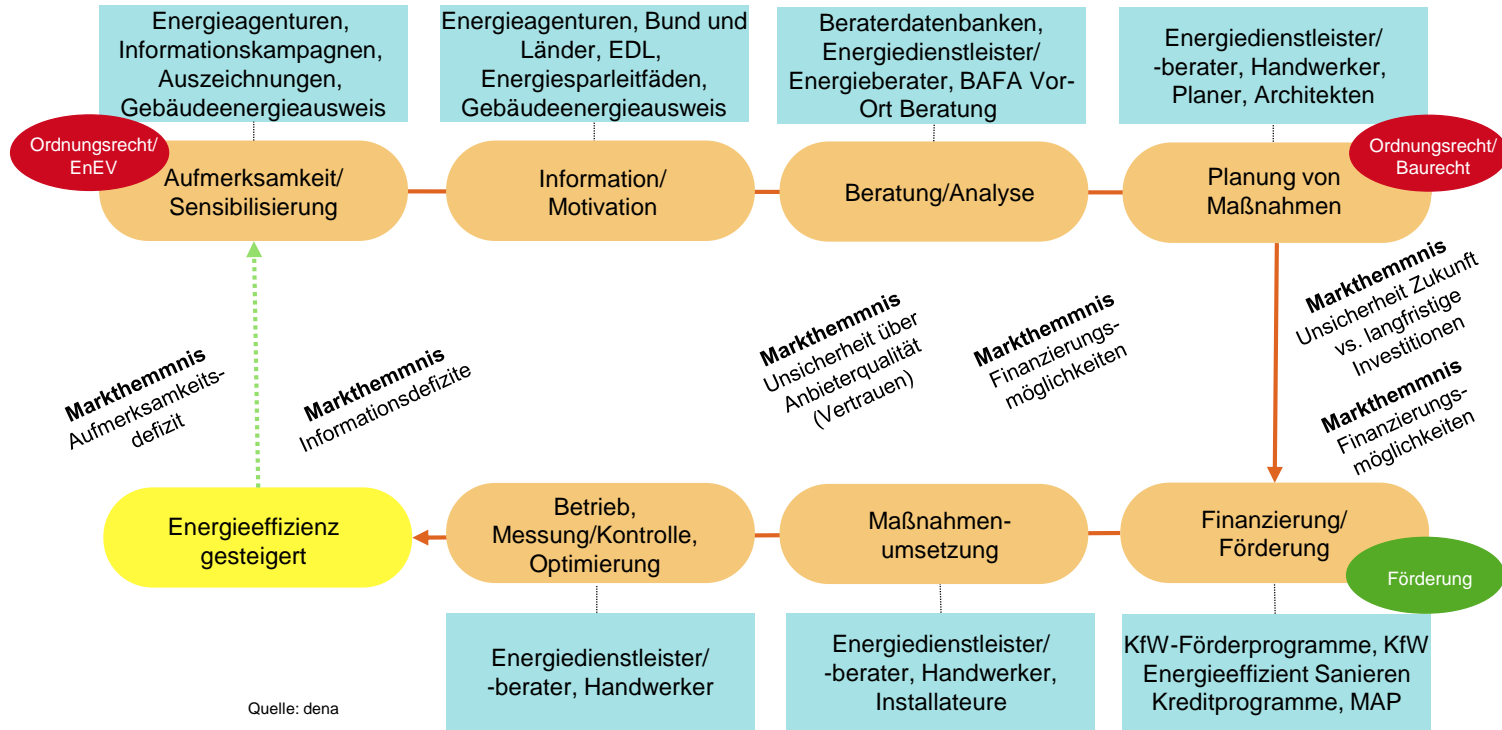 Energieagenturen,
Informationskampagnen,
Auszeichnungen,
Gebäudeenergieausweis
Energieagenturen, Bund und
Länder, EDL,
Energiesparleitfäden,
Gebäudeenergieausweis
Beraterdatenbanken,
Energiedienstleister/
Energieberater, BAFA Vor-
Ort Beratung
Energiedienstleister/
-berater, Handwerker,
Planer, Architekten
Ordnungsrecht/
EnEV
Aufmerksamkeit/
Sensibilisierung
Information/
Motivation
Beratung/Analyse
Planung von
Maßnahmen
Ordnungsrecht/
Baurecht
Markthemmnis
Aufmerksamkeits-
defizit
Markthemmnis
Informationsdefizite
Markthemmnis
Unsicherheit über
Anbieterqualität
(Vertrauen)
Markthemmnis
Finanzierungs-
möglichkeiten
Markthemmnis
Unsicherheit Zukunft
vs. langfristige
Investitionen
Markthemmnis
Finanzierungs-
möglichkeiten
Energieeffizienz
gesteigert
Betrieb,
Messung/Kontrolle,
Optimierung
Maßnahmen-
umsetzung
Finanzierung/
Förderung
Förderung
Energiedienstleister/
-berater, Handwerker
Energiedienstleister/
-berater, Handwerker,
Installateure
KfW-Förderprogramme, KfW
Energieeffizient Sanieren
Kreditprogramme, MAP
Quelle: dena